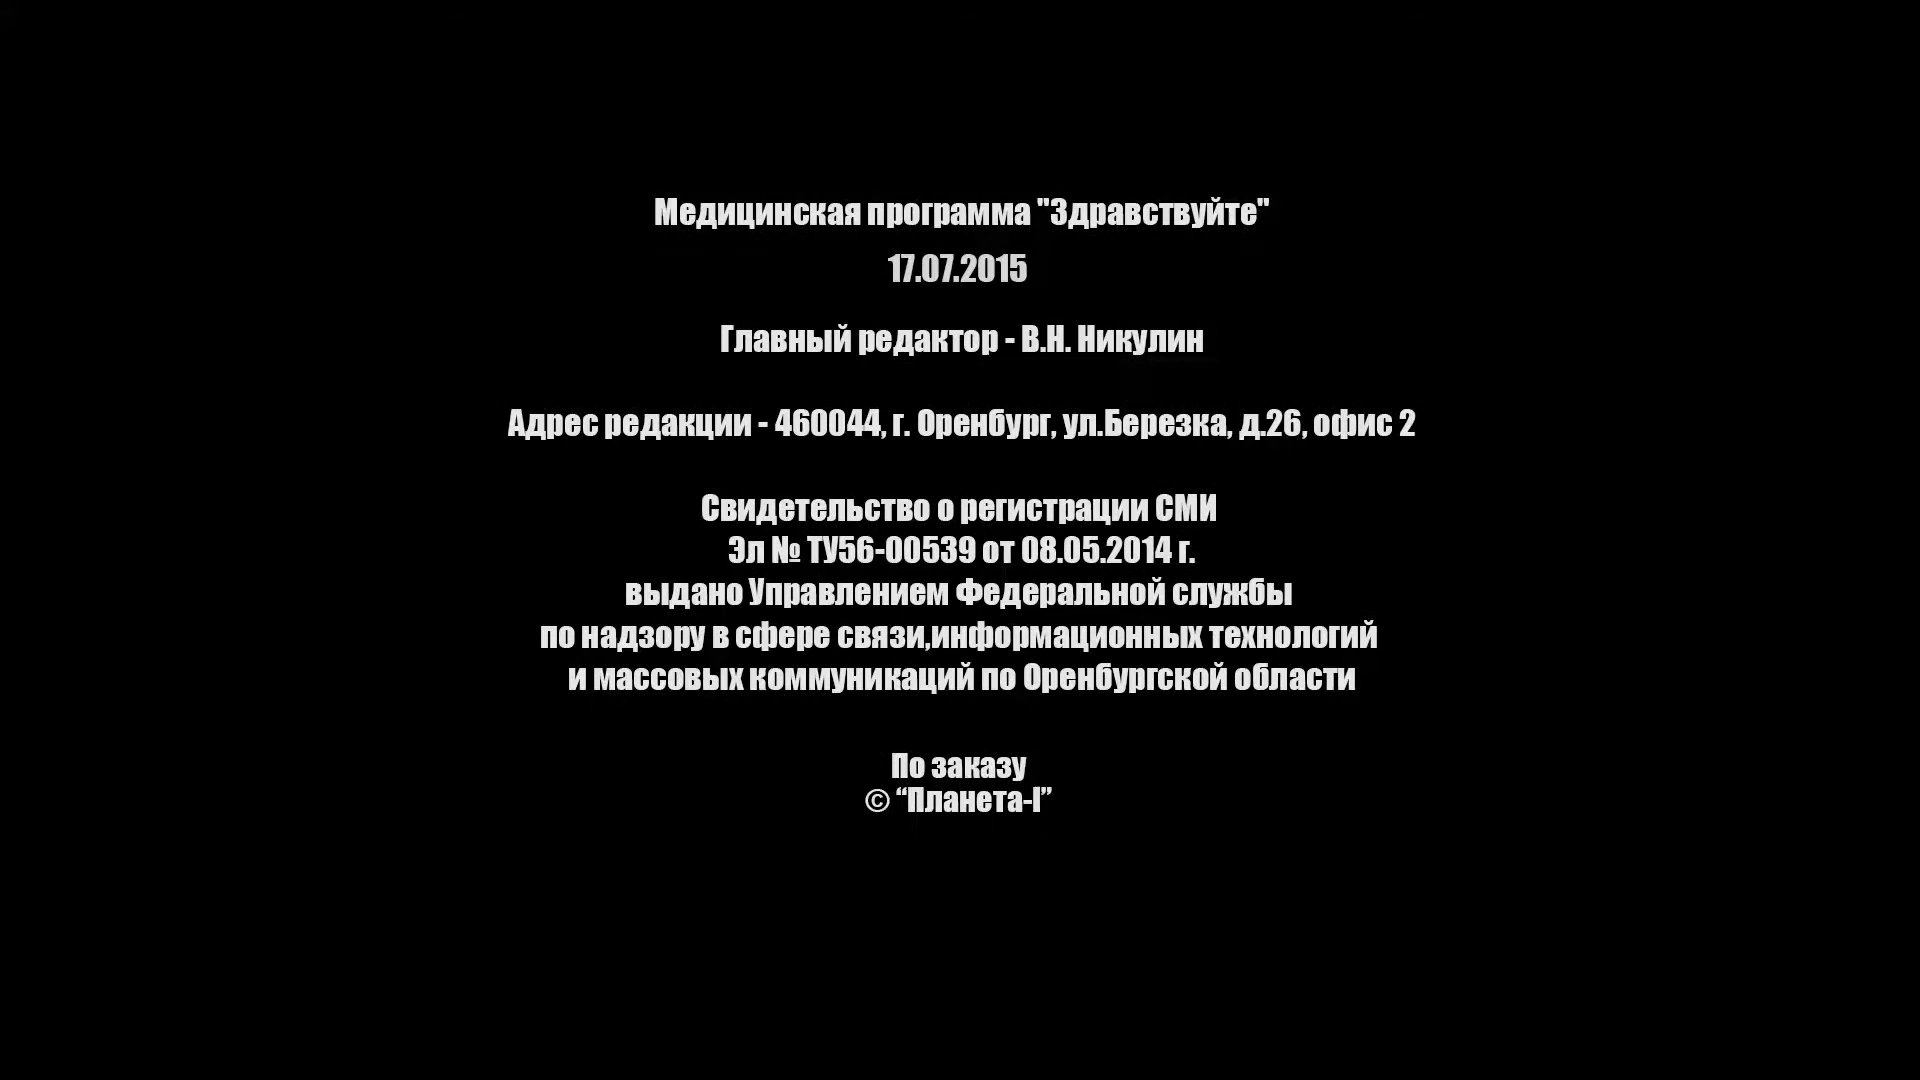 Медицинская программа "Здравствуйте"
17.07.2015
Главный редактор - В.Н. Никулин
Адрес редакции - 460044, г. Оренбург, ул.Березка, д.26, офис 2
Свидетельство о регистрации СМИ
Эл № ТУ56-00539 от 08.05.2014 г.
выдано Управлением Федеральной службы
по надзору в сфере связи,информационных технологий
и массовых коммуникаций по Оренбургской области
По заказу
© “Планета-I”